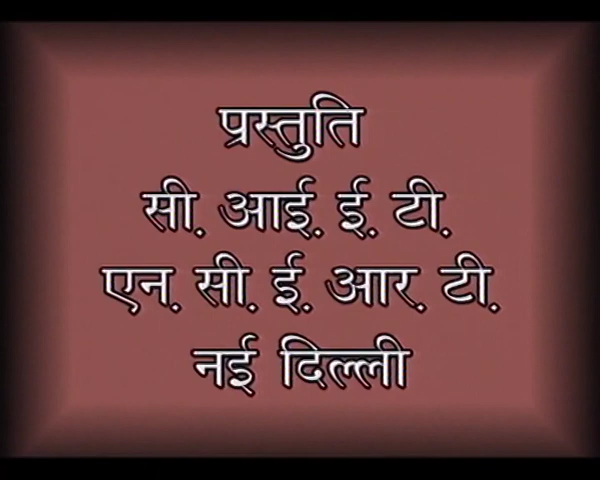 प्रस्तुति
सी. आई. ई. टी.
एन. सी. ई. आर. टी.
नई दिल्ली